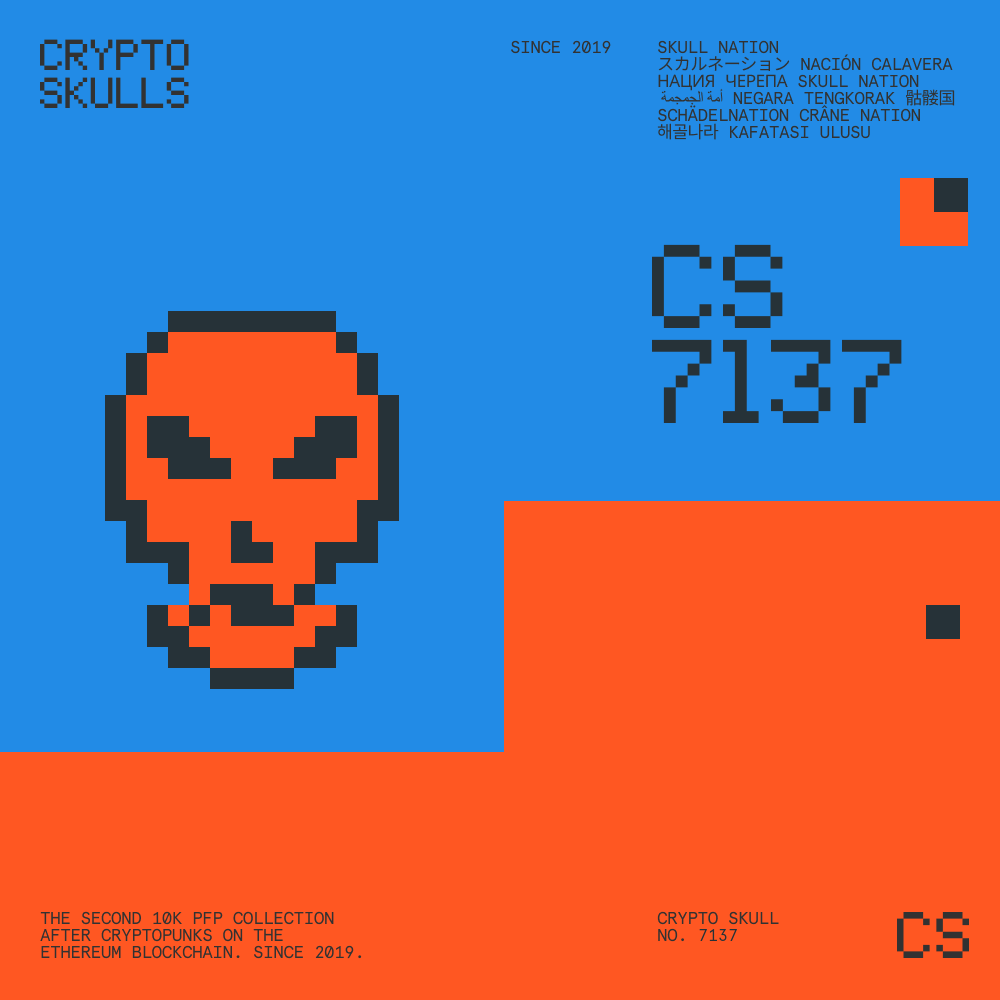 CRYPTO
SKULLS
SINCE 2019
SKULL NATION
スカルネーション NACIÓN CALAVERA
НАЦИЯ ЧЕРЕПА SKULL NATION
أمة الجمجمة NEGARA TENGKORAK 骷髅国
SCHÄDELNATION CRÂNE NATION
해골나라 KAFATASI ULUSU
CS
7137
THE SECOND 10K PFP COLLECTION
AFTER CRYPTOPUNKS ON THE
ETHEREUM BLOCKCHAIN. SINCE 2019.
CRYPTO SKULL
NO. 7137
CS